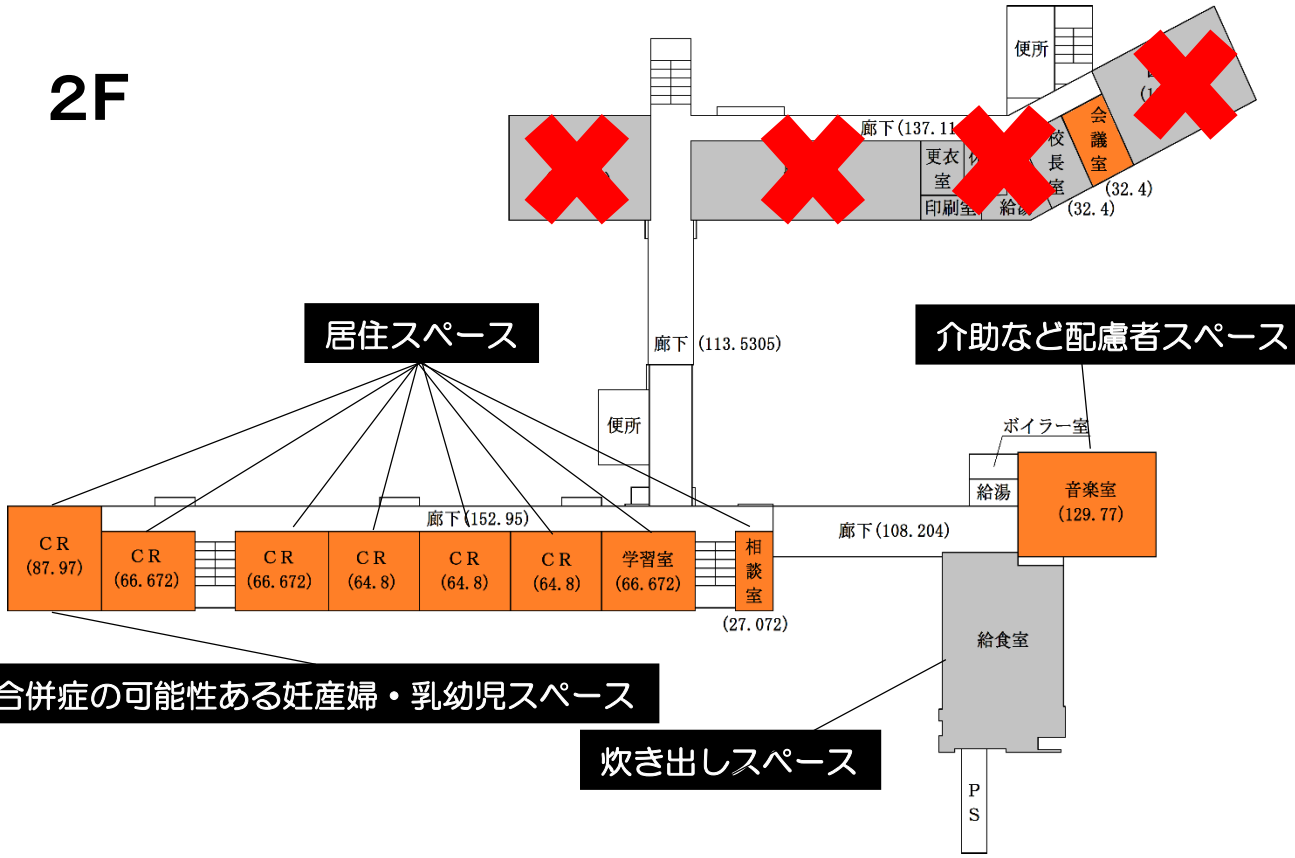 2F
便所
廊下(137.11
更衣室
印刷室
給湯
校長室
(32.4)
会議室
(32.4)
居住スペース
介助など配慮者スペース
廊下(113.5305)
便所
ボイラー室
給湯
音楽室
(129.77)
廊下(152.95)
廊下(108.204)
CR
(87.97)
CR
(66.672)
CR
(66.672)
CR
(64.8)
CR
(64.8)
CR
(64.8)
学習室
(66.672)
相談室
(27.072)
給食室
合併症の可能性ある妊産婦・乳幼児スペース
炊き出しスペース
PS